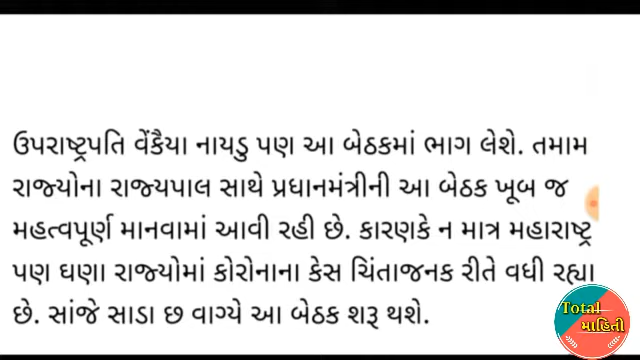 ઉપરાષ્ટ્રપતિ વેંકૈયા નાયડુ પણ આ બેઠકમાં ભાગ લેશે. તમામ
રાજ્યોના રાજ્યપાલ સાથે પ્રધાનમંત્રીની આ બેઠક ખૂબ જ
મહત્વપૂર્ણ માનવામાં આવી રહી છે. કારણકે ન માત્ર મહારાષ્ટ્ર
પણ ઘણા રાજ્યોમાં કોરોનાના કેસ ચિંતાજનક રીતે વધી રહ્યા
છે. સાંજે સાડા છ વાગ્યે આ બેઠક શરૂ થશે.
Total
માહિતી